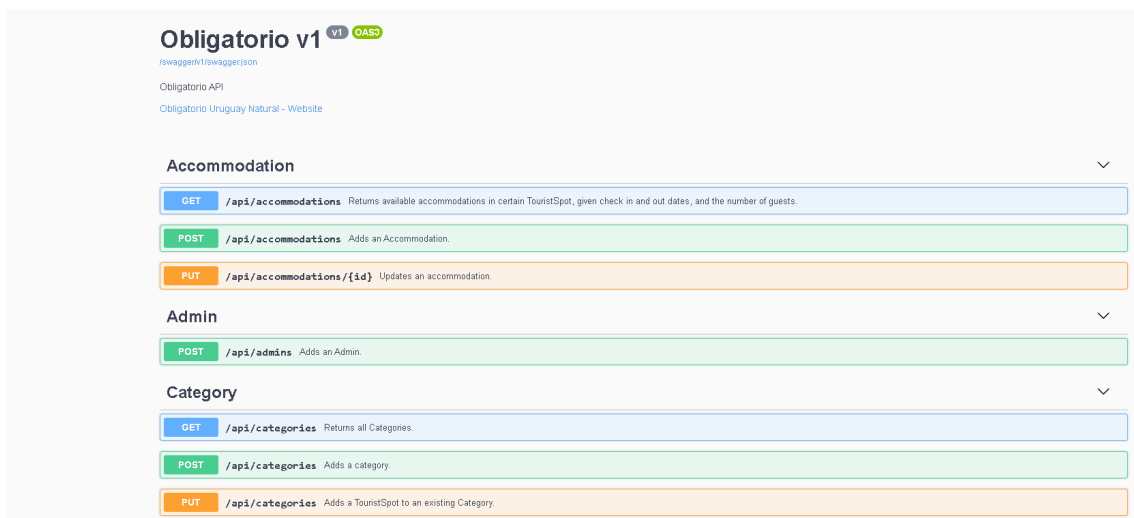 Obligatorio v1 v1 OAS3
/swagger/v1/swagger.json
Obligatorio API
Obligatorio Uruguay Natural - Website
Accommodation
GET /api/accommodations Returns available accommodations in certain TouristSpot, given check in and out dates, and the number of guests.
POST /api/accommodations Adds an Accommodation.
PUT /api/accommodations/{id} Updates an accommodation.
Admin
POST /api/admins Adds an Admin.
Category
GET /api/categories Returns all Categories.
POST /api/categories Adds a category.
PUT /api/categories Adds a TouristSpot to an existing Category.